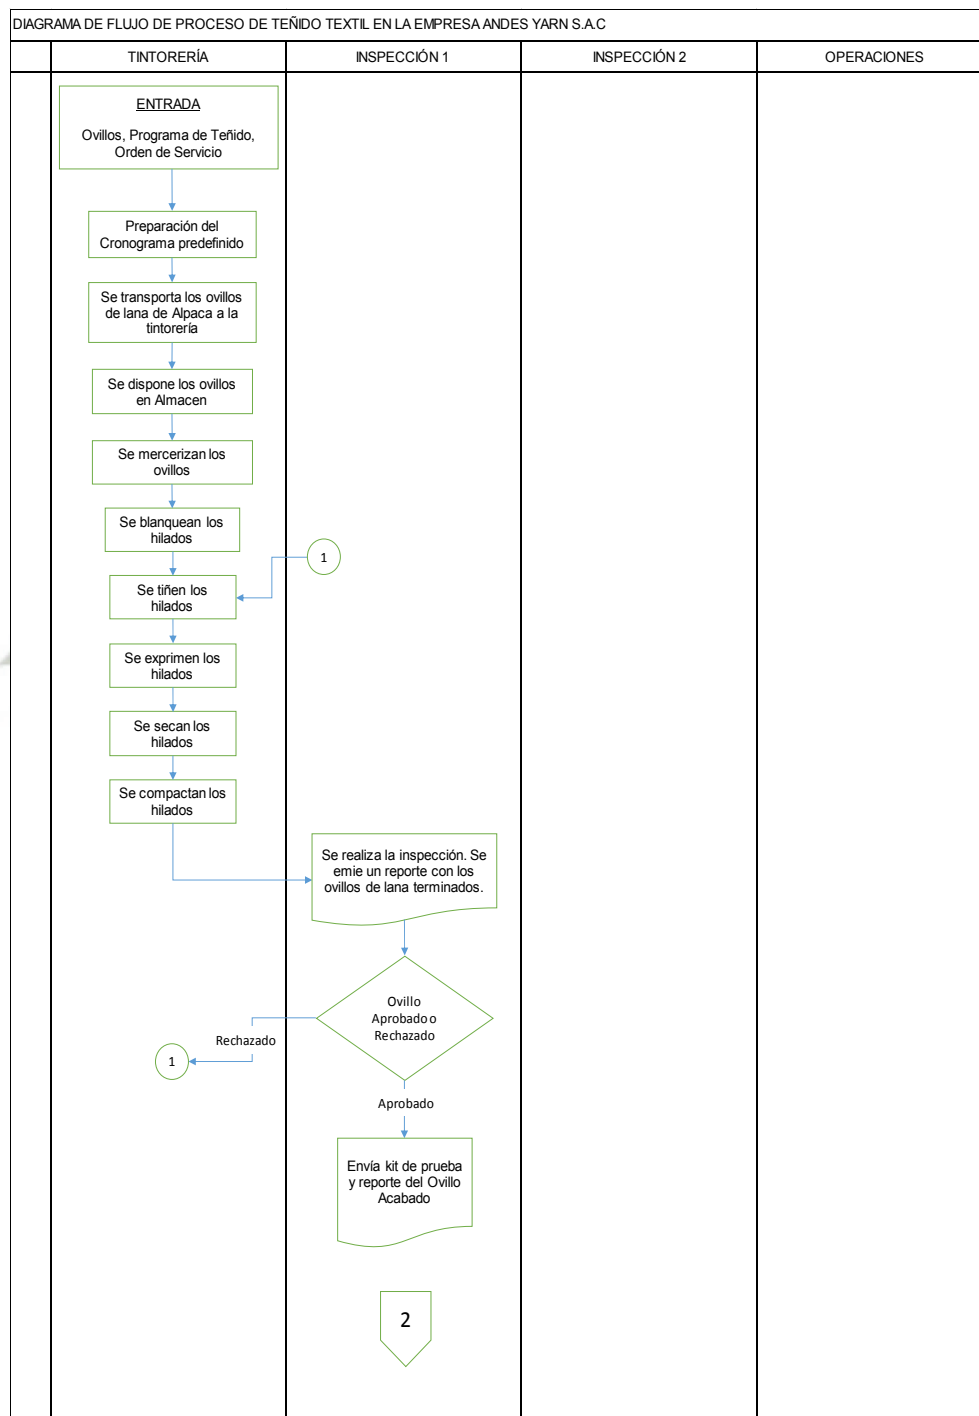 DIAGRAMA DE FLUJO DE PROCESO DE TEÑIDO TEXTIL EN LA EMPRESA ANDES YARN S.A.C
TINTORERÍA
INSPECCIÓN 1
INSPECCIÓN 2
OPERACIONES
ENTRADA
Ovillos, Programa de Teñido,
Orden de Servicio
Preparación del
Cronograma predefinido
Se transporta los ovillos
de lana de Alpaca a la
tintorería
Se dispone los ovillos
en Almacen
Se mercerizan los
ovillos
Se blanquean los
hilados
1
Se tiñen los
hilados
Se exprimen los
hilados
Se secan los
hilados
Se compactan los
hilados
Se realiza la inspección. Se
emie un reporte con los
ovillos de lana terminados.
Ovillo
Aprobado o
Rechazado
Rechazado
1
Aprobado
Envía kit de prueba
y reporte del Ovillo
Acabado
2